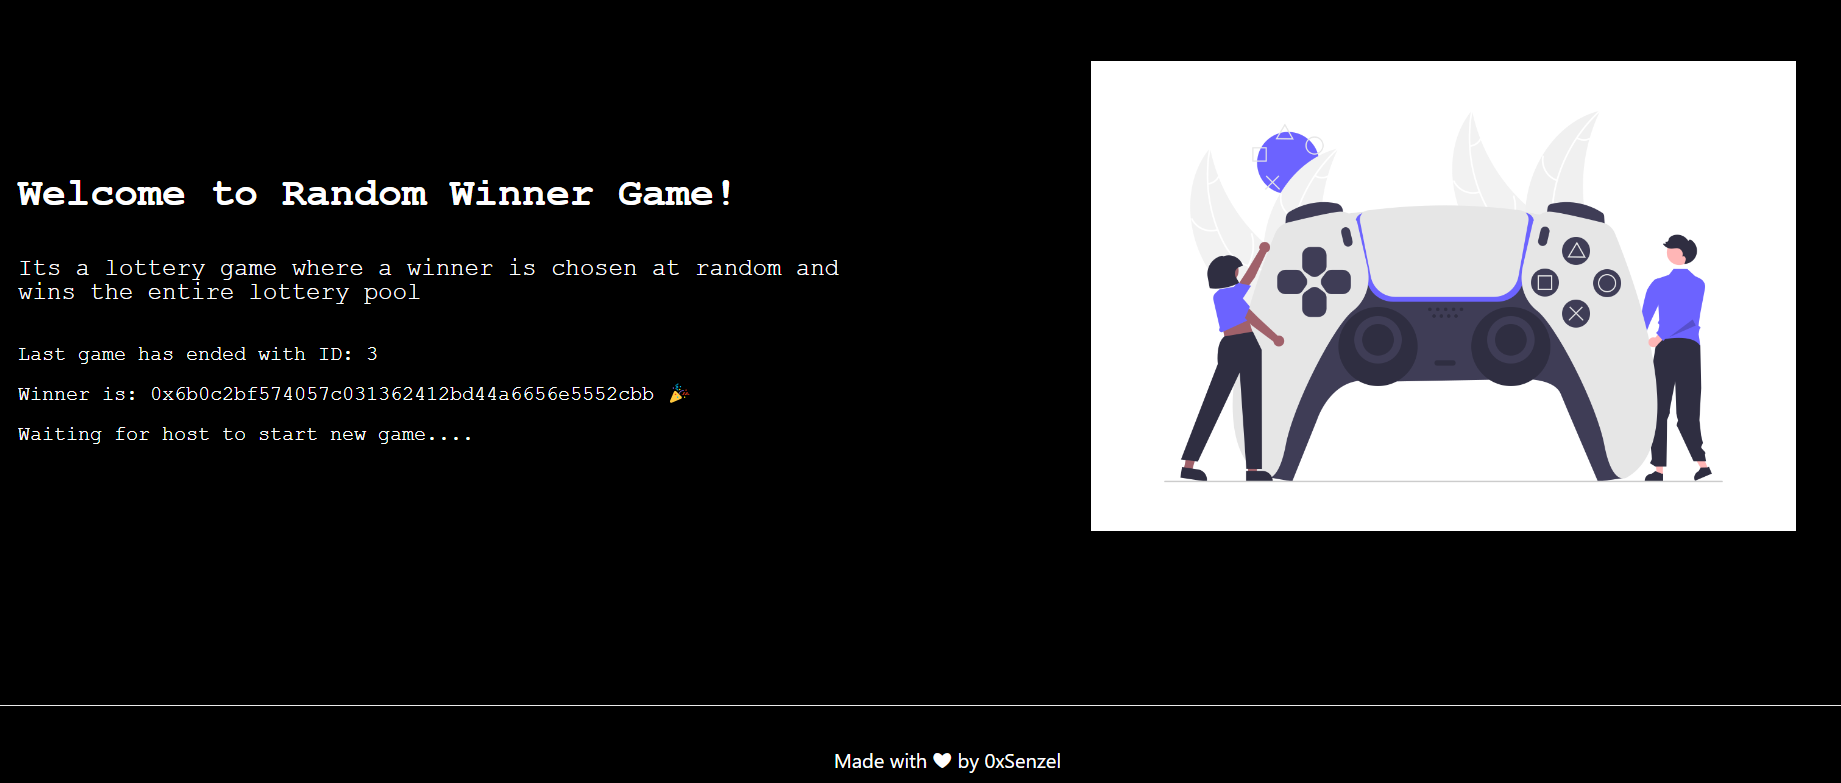 Welcome to Random Winner Game!
Its a lottery game where a winner is chosen at random and
wins the entire lottery pool
Last game has ended with ID: 3
Winner is: 0x6b0c2bf574057c031362412bd44a6656e5552cbb 🎉
Waiting for host to start new game....
Made with ❤ by 0xSenzel